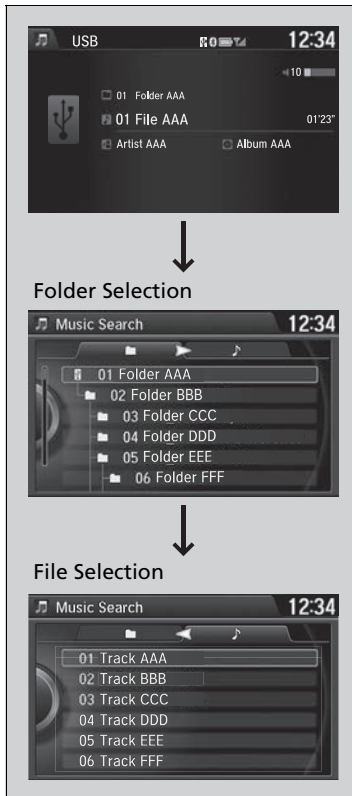 USB 12:34
10
01 Folder AAA
01 File AAA 01'23"
Artist AAA Album AAA
Folder Selection
Music Search 12:34
01 Folder AAA
02 Folder BBB
03 Folder CCC
04 Folder DDD
05 Folder EEE
06 Folder FFF
File Selection
Music Search 12:34
01 Track AAA
02 Track BBB
03 Track CCC
04 Track DDD
05 Track EEE
06 Track FFF